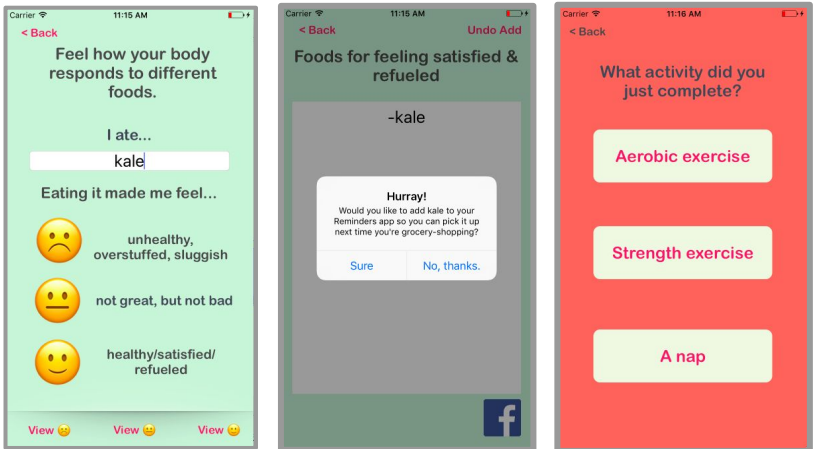 Carrier 11:15 AM
< Back
Feel how your body
responds to different
foods.
I ate...
kale
Eating it made me feel...
unhealthy,
overstuffed, sluggish
not great, but not bad
healthy/satisfied/
refueled
View 🙁 View 😐 View 🙂
Carrier 11:15 AM
< Back Undo Add
Foods for feeling satisfied &
refueled
-kale
Hurray!
Would you like to add kale to your
Reminders app so you can pick it up
next time you're grocery-shopping?
Sure No, thanks.
f
Carrier 11:16 AM
< Back
What activity did you
just complete?
Aerobic exercise
Strength exercise
A nap